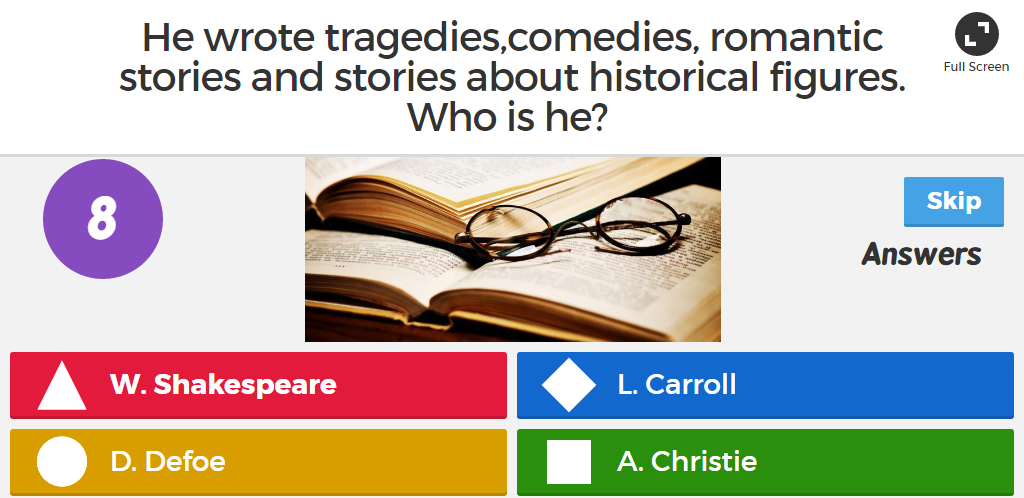 He wrote tragedies,comedies, romantic
stories and stories about historical figures.
Who is he?
Full Screen
8
Skip
Answers
W. Shakespeare
L. Carroll
D. Defoe
A. Christie